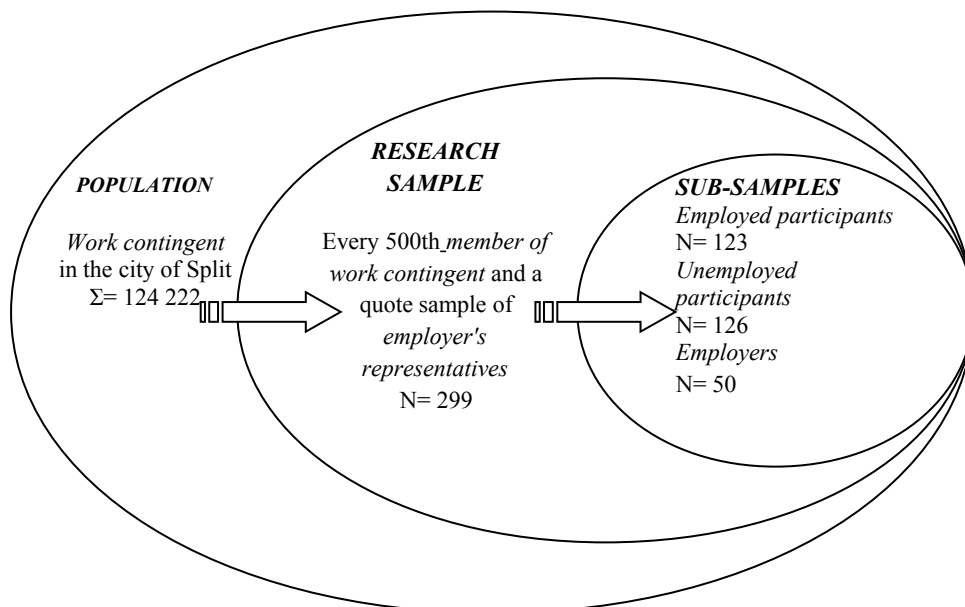 POPULATION
Work contingent
in the city of Split
Σ= 124 222
RESEARCH
SAMPLE
Every 500th member of
work contingent and a
quote sample of
employer's
representatives
N= 299
SUB-SAMPLES
Employed participants
N= 123
Unemployed
participants
N= 126
Employers
N= 50